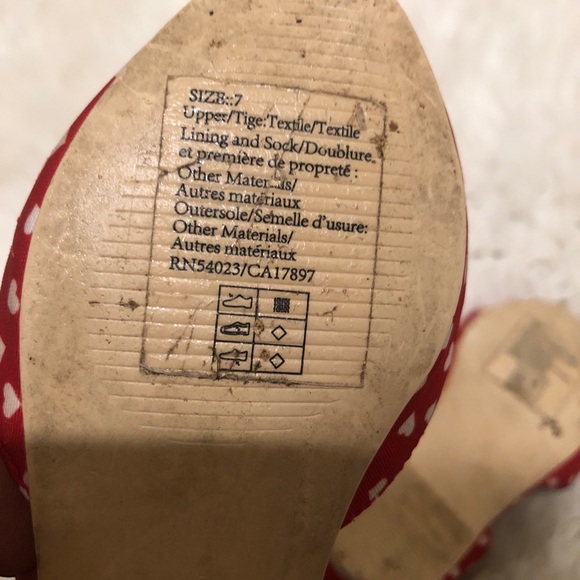 SIZE::7
Upper/Tige:Textile/Textile
Lining and Sock/Doublure
et première de propreté :
Other Materials/
Autres matériaux
Outersole/Semelle d'usure:
Other Materials/
Autres matériaux
RN54023/CA17897